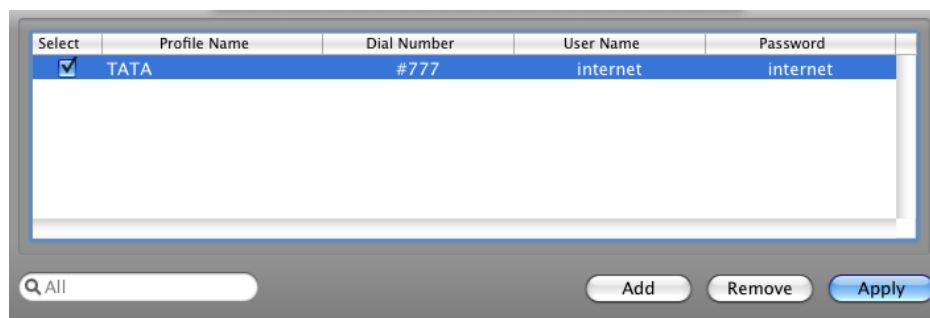 Select Profile Name Dial Number User Name Password
TATA #777 internet internet
All Add Remove Apply